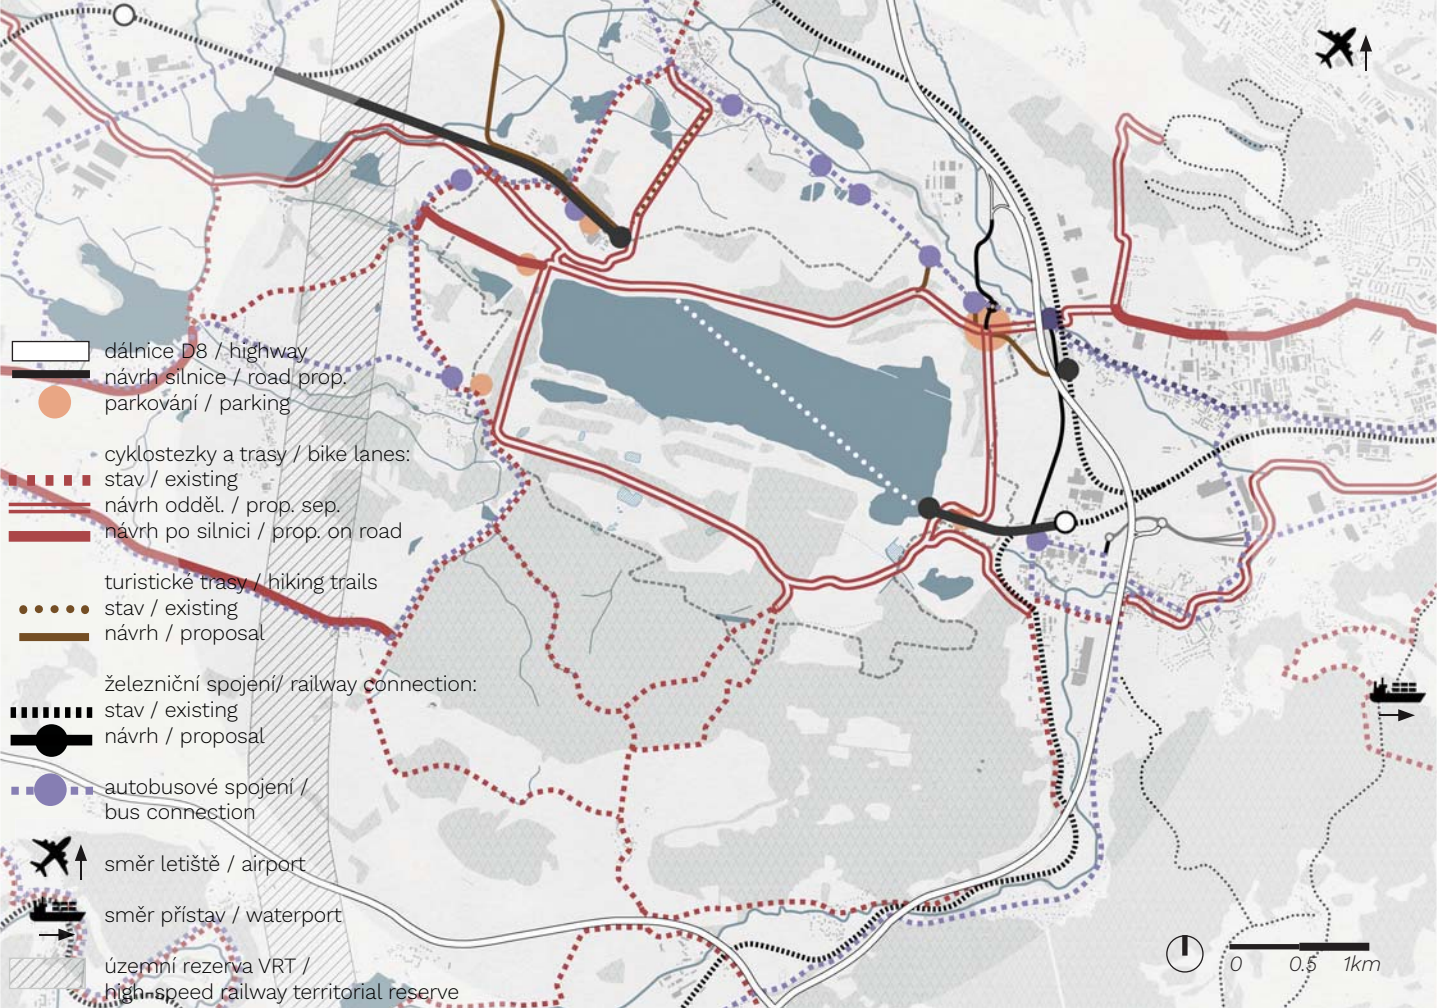 dálnice D8 / highway
návrh silnice / road prop.
parkování / parking
cyklostezky a trasy / bike lanes:
stav / existing
návrh odděl. / prop. sep.
návrh po silnici / prop. on road
turistické trasy / hiking trails
stav / existing
návrh / proposal
železniční spojení/ railway connection:
stav / existing
návrh / proposal
autobusové spojení /
bus connection
směr letiště / airport
směr přístav / waterport
územní rezerva VRT /
high-speed railway territorial reserve
0 0.5 1km